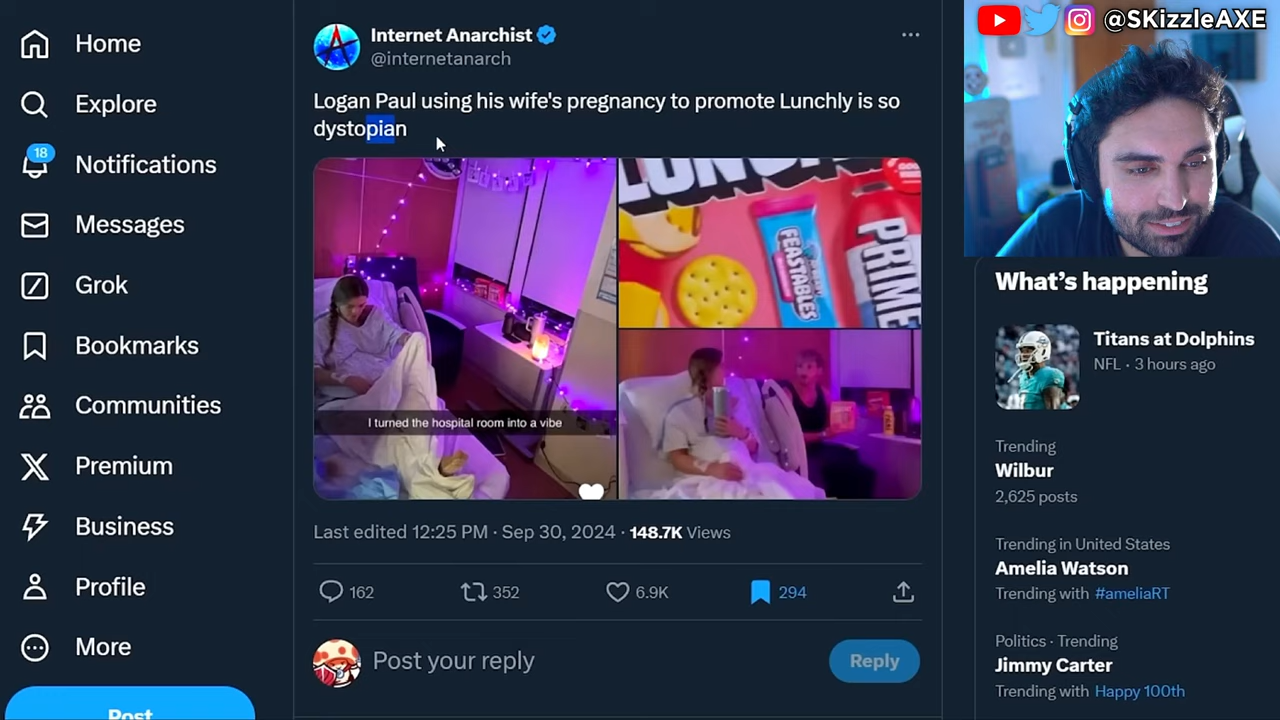 Home
Explore
18
Notifications
Messages
Grok
Bookmarks
Communities
Premium
Business
Profile
More
Post
Internet Anarchist
@internetanarch
Logan Paul using his wife's pregnancy to promote Lunchly is so
dystopian
I turned the hospital room into a vibe
FEASTABLES
PRIME
Last edited 12:25 PM · Sep 30, 2024 · 148.7K Views
162
352
6.9K
294
Post your reply
Reply
@SKizzleAXE
What's happening
Titans at Dolphins
NFL · 3 hours ago
Trending
Wilbur
2,625 posts
Trending in United States
Amelia Watson
Trending with #ameliaRT
Politics · Trending
Jimmy Carter
Trending with Happy 100th